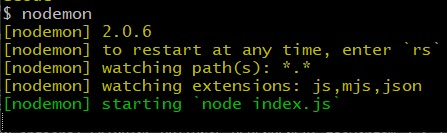 $ nodemon
[nodemon] 2.0.6
[nodemon] to restart at any time, enter `rs`
[nodemon] watching path(s): *.*
[nodemon] watching extensions: js,mjs,json
[nodemon] starting `node index.js`